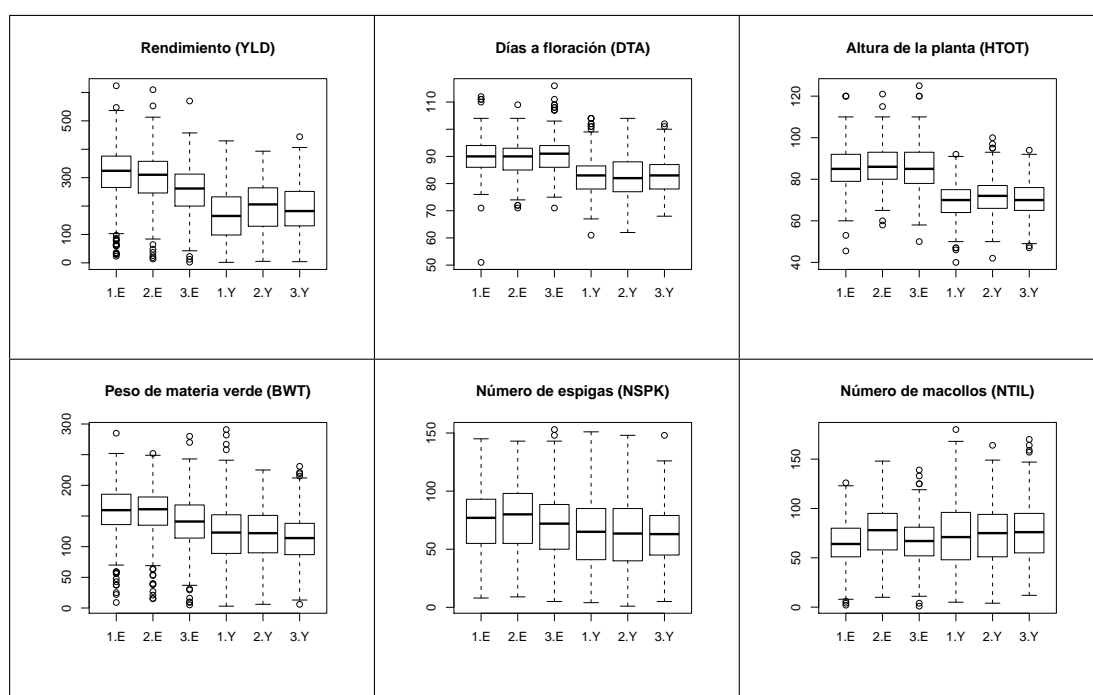 Rendimiento (YLD)
0 100 300 500
1.E 2.E 3.E 1.Y 2.Y 3.Y
Días a floración (DTA)
50 60 70 80 90 110
1.E 2.E 3.E 1.Y 2.Y 3.Y
Altura de la planta (HTOT)
40 60 80 100 120
1.E 2.E 3.E 1.Y 2.Y 3.Y
Peso de materia verde (BWT)
0 50 100 200 300
1.E 2.E 3.E 1.Y 2.Y 3.Y
Número de espigas (NSPK)
0 50 100 150
1.E 2.E 3.E 1.Y 2.Y 3.Y
Número de macollos (NTIL)
0 50 100 150
1.E 2.E 3.E 1.Y 2.Y 3.Y